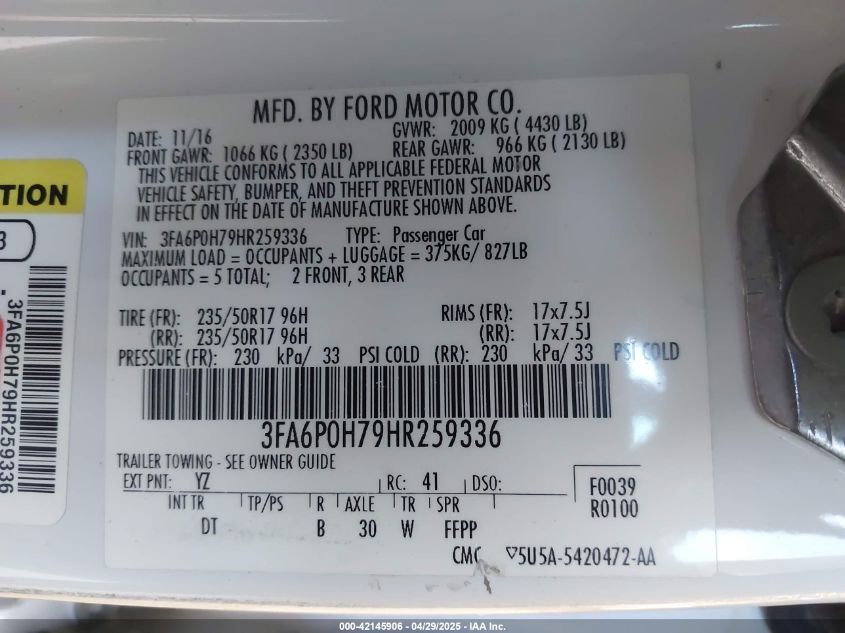 MFD. BY FORD MOTOR CO.
DATE: 11/16 GVWR: 2009 KG ( 4430 LB)
FRONT GAWR: 1066 KG ( 2350 LB) REAR GAWR: 966 KG ( 2130 LB)
THIS VEHICLE CONFORMS TO ALL APPLICABLE FEDERAL MOTOR
VEHICLE SAFETY, BUMPER, AND THEFT PREVENTION STANDARDS
IN EFFECT ON THE DATE OF MANUFACTURE SHOWN ABOVE.
VIN: 3FA6P0H79HR259336 TYPE: Passenger Car
MAXIMUM LOAD = OCCUPANTS + LUGGAGE = 375KG/ 827LB
OCCUPANTS = 5 TOTAL; 2 FRONT, 3 REAR
TIRE (FR): 235/50R17 96H RIMS (FR): 17x7.5J
(RR): 235/50R17 96H (RR): 17x7.5J
PRESSURE (FR): 230 kPa/ 33 PSI COLD (RR): 230 kPa/ 33 PSI COLD
3FA6P0H79HR259336
TRAILER TOWING - SEE OWNER GUIDE
EXT PNT: YZ RC: 41 DSO:
F0039
R0100
INT TR TP/PS R AXLE TR SPR
DT B 30 W FFPP
CMC 5U5A-5420472-AA
TION
3
3FA6P0H79HR259336
000-42145906 - 04/29/2025 - IAA Inc.